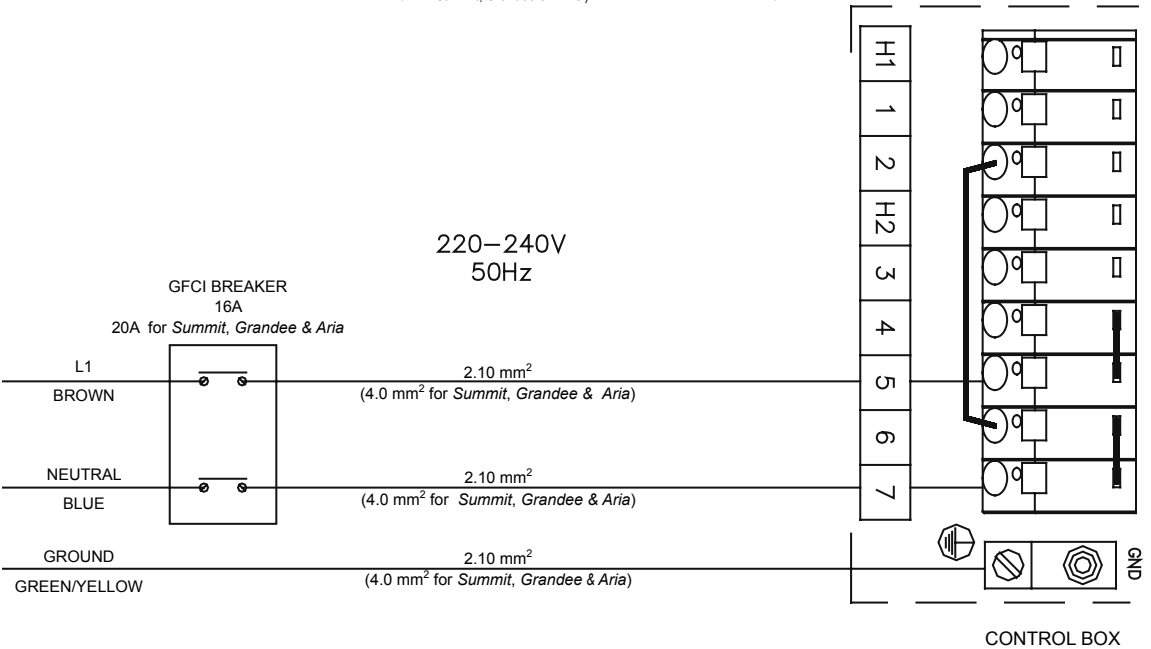 220–240V
50Hz
GFCI BREAKER
16A
20A for Summit, Grandee & Aria
L1
BROWN
2.10 mm²
(4.0 mm² for Summit, Grandee & Aria)
NEUTRAL
BLUE
2.10 mm²
(4.0 mm² for Summit, Grandee & Aria)
GROUND
GREEN/YELLOW
2.10 mm²
(4.0 mm² for Summit, Grandee & Aria)
H1
1
2
H2
3
4
5
6
7
GND
CONTROL BOX